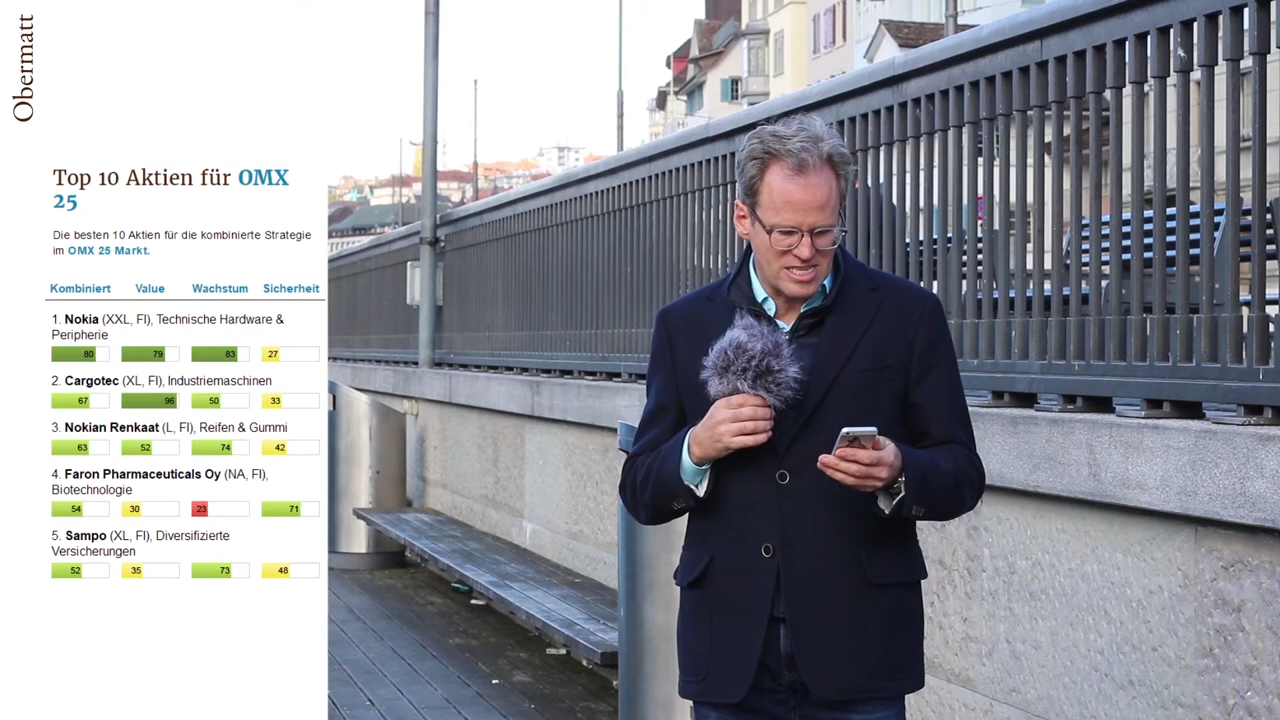 Obermatt
Top 10 Aktien für OMX
25
Die besten 10 Aktien für die kombinierte Strategie
im OMX 25 Markt.
Kombiniert Value Wachstum Sicherheit
1. Nokia (XXL, FI), Technische Hardware &
Peripherie
80 79 83 27
2. Cargotec (XL, FI), Industriemaschinen
67 96 50 33
3. Nokian Renkaat (L, FI), Reifen & Gummi
63 52 74 42
4. Faron Pharmaceuticals Oy (NA, FI),
Biotechnologie
54 30 23 71
5. Sampo (XL, FI), Diversifizierte
Versicherungen
52 35 73 48